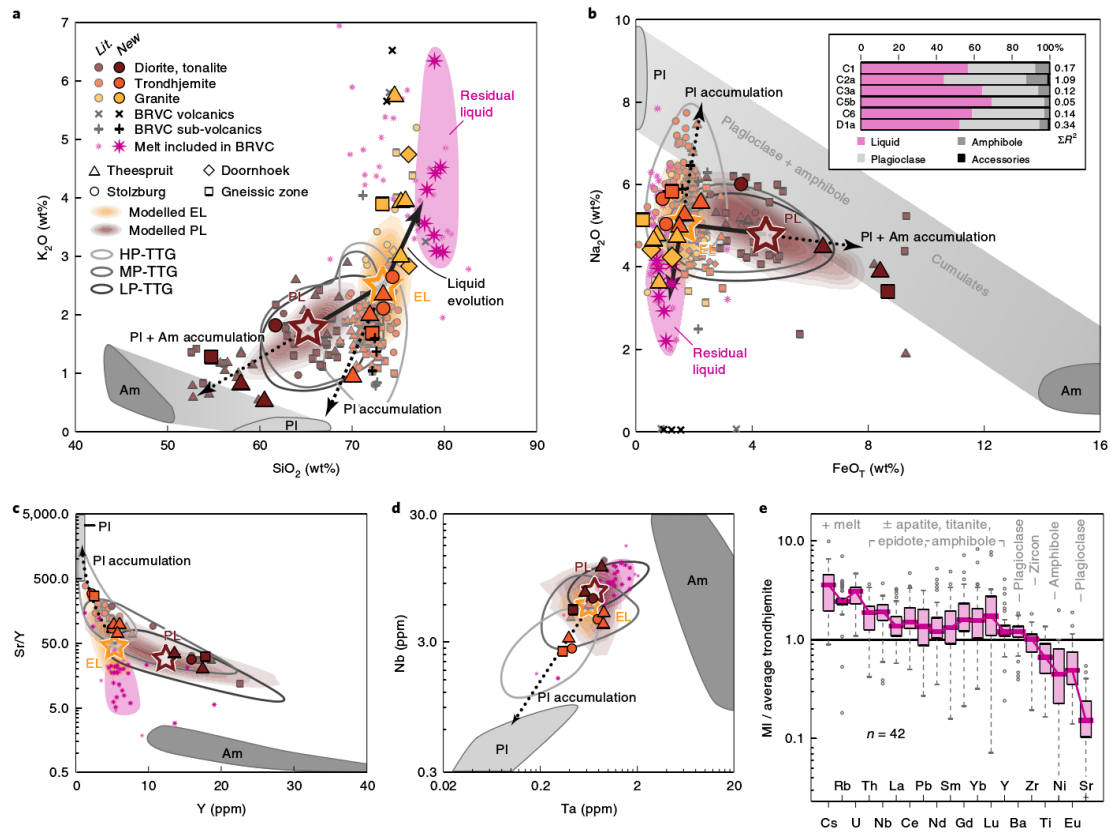 a
7
6
5
4
3
2
1
0
K2O (wt%)
40 50 60 70 80 90
SiO2 (wt%)
Lit. New
Diorite, tonalite
Trondhjemite
Granite
BRVC volcanics
BRVC sub-volcanics
Melt included in BRVC
Theespruit Doornhoek
Stolzburg Gneissic zone
Modelled EL
Modelled PL
HP-TTG
MP-TTG
LP-TTG
Residual
liquid
Liquid
evolution
PL
EL
Pl + Am accumulation
Pl accumulation
Am
Pl
b
10
8
6
4
2
0
Na2O (wt%)
0 4 8 12 16
FeOT (wt%)
Pl
Pl accumulation
Plagioclase + amphibole
Cumulates
PL
EL
Pl + Am accumulation
Residual
liquid
Am
0 20 40 60 80 100%
C1 0.17
C2a 1.09
C3a 0.12
C5b 0.05
C6 0.14
D1a 0.34
Liquid Amphibole ΣR2
Plagioclase Accessories
c
5,000.0
500.0
50.0
5.0
0.5
Sr/Y
0 10 20 30 40
Y (ppm)
Pl
Pl accumulation
PL
EL
Am
d
30.0
3.0
0.3
Nb (ppm)
0.02 0.2 2 20
Ta (ppm)
PL
EL
Am
Pl accumulation
Pl
e
10.0
1.0
0.1
MI / average trondhjemite
+ melt
± apatite, titanite,
epidote, amphibole
Plagioclase
Zircon
Amphibole
Plagioclase
n = 42
Rb Th La Pb Sm Yb Y Zr Ni Sr
Cs U Nb Ce Nd Gd Lu Ba Ti Eu